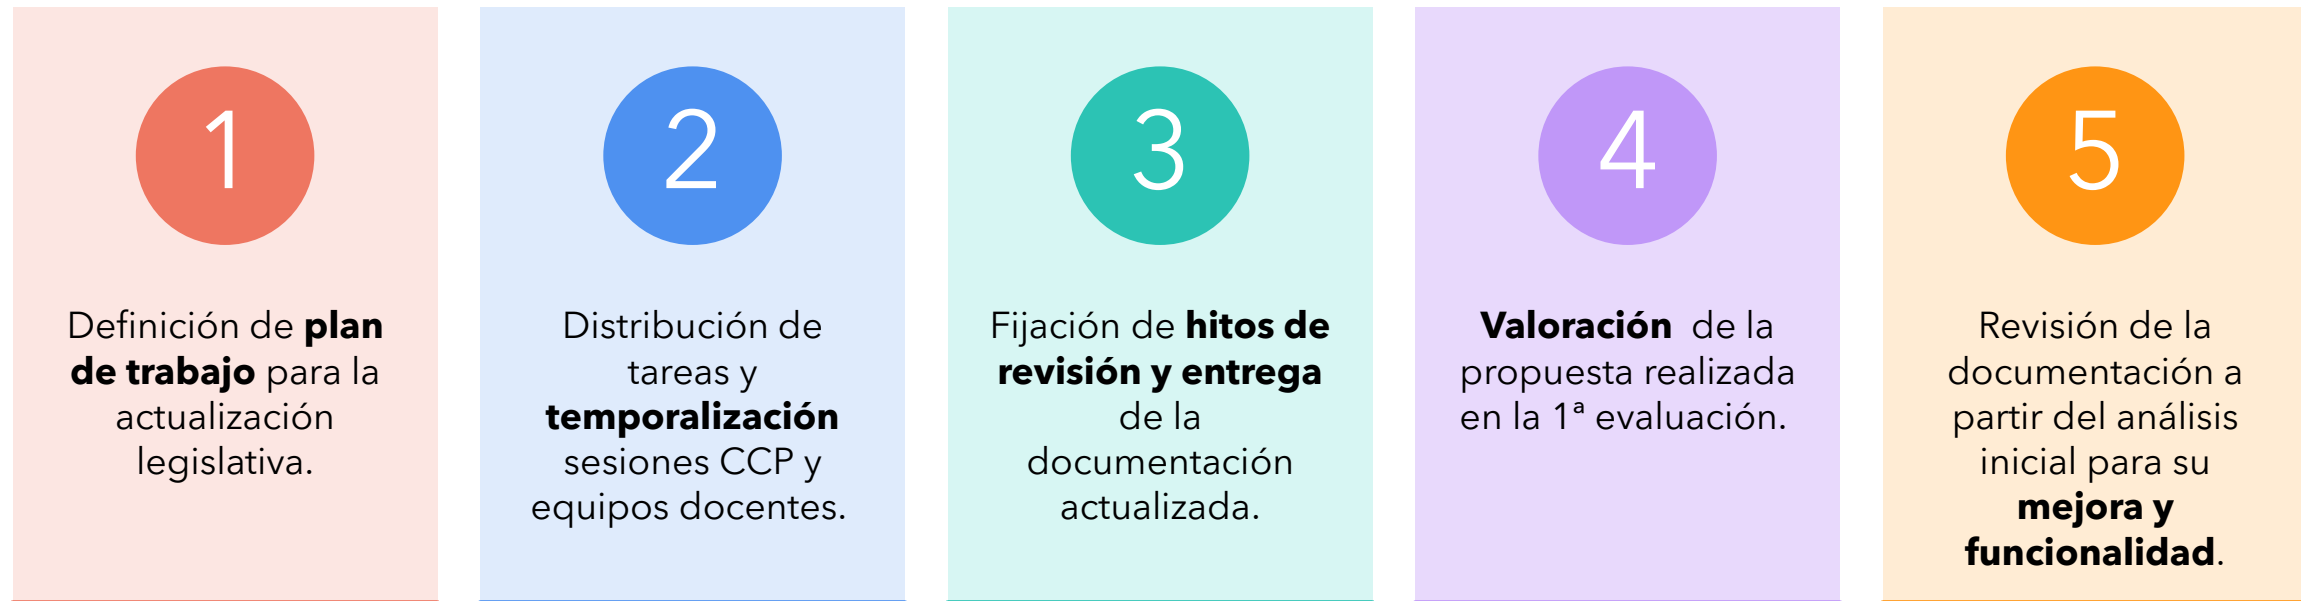 1
Definición de plan
de trabajo para la
actualización
legislativa.
2
Distribución de
tareas y
temporalización
sesiones CCP y
equipos docentes.
3
Fijación de hitos de
revisión y entrega
de la
documentación
actualizada.
4
Valoración de la
propuesta realizada
en la 1ª evaluación.
5
Revisión de la
documentación a
partir del análisis
inicial para su
mejora y
funcionalidad.